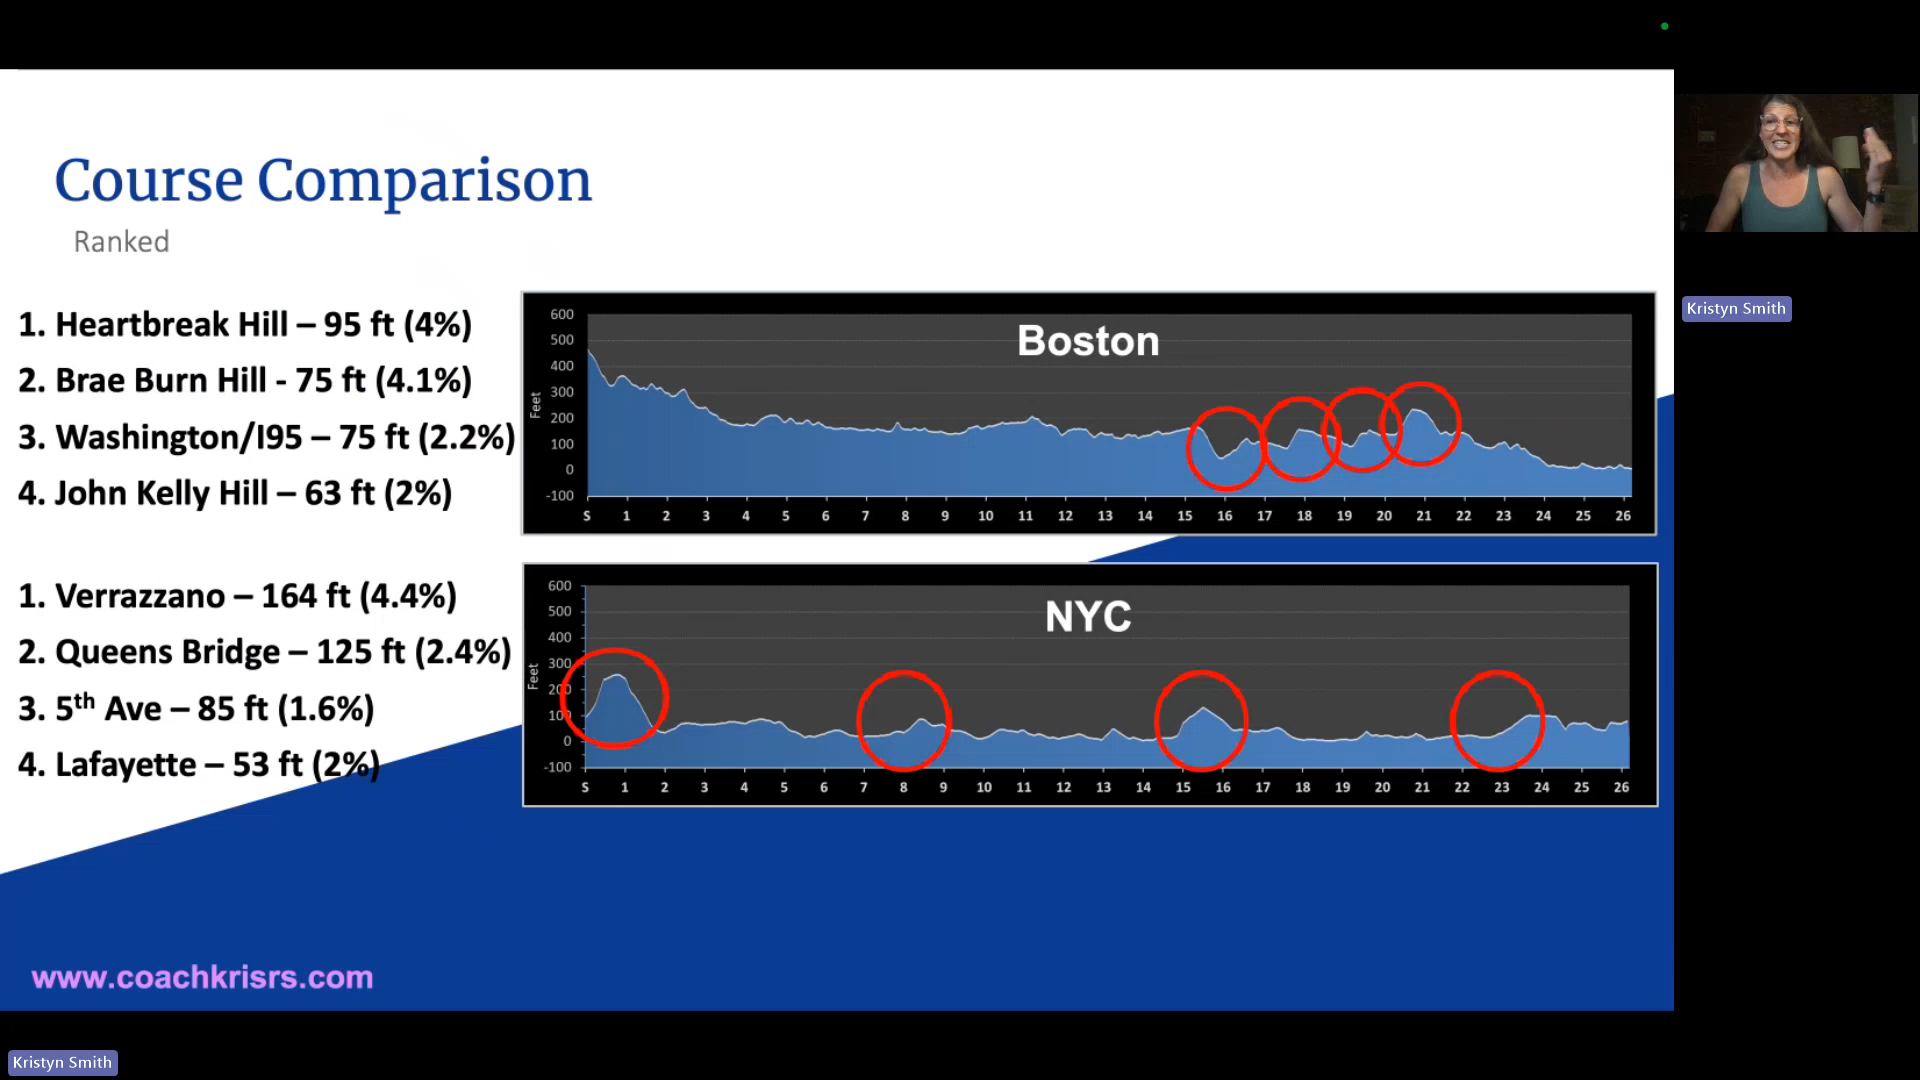 Course Comparison
Ranked
1. Heartbreak Hill – 95 ft (4%)
2. Brae Burn Hill - 75 ft (4.1%)
3. Washington/I95 – 75 ft (2.2%)
4. John Kelly Hill – 63 ft (2%)
Boston
Feet
600
500
400
300
200
100
0
-100
S 1 2 3 4 5 6 7 8 9 10 11 12 13 14 15 16 17 18 19 20 21 22 23 24 25 26
1. Verrazzano – 164 ft (4.4%)
2. Queens Bridge – 125 ft (2.4%)
3. 5th Ave – 85 ft (1.6%)
4. Lafayette – 53 ft (2%)
NYC
Feet
600
500
400
300
200
100
0
-100
S 1 2 3 4 5 6 7 8 9 10 11 12 13 14 15 16 17 18 19 20 21 22 23 24 25 26
www.coachkrisrs.com
Kristyn Smith
Kristyn Smith